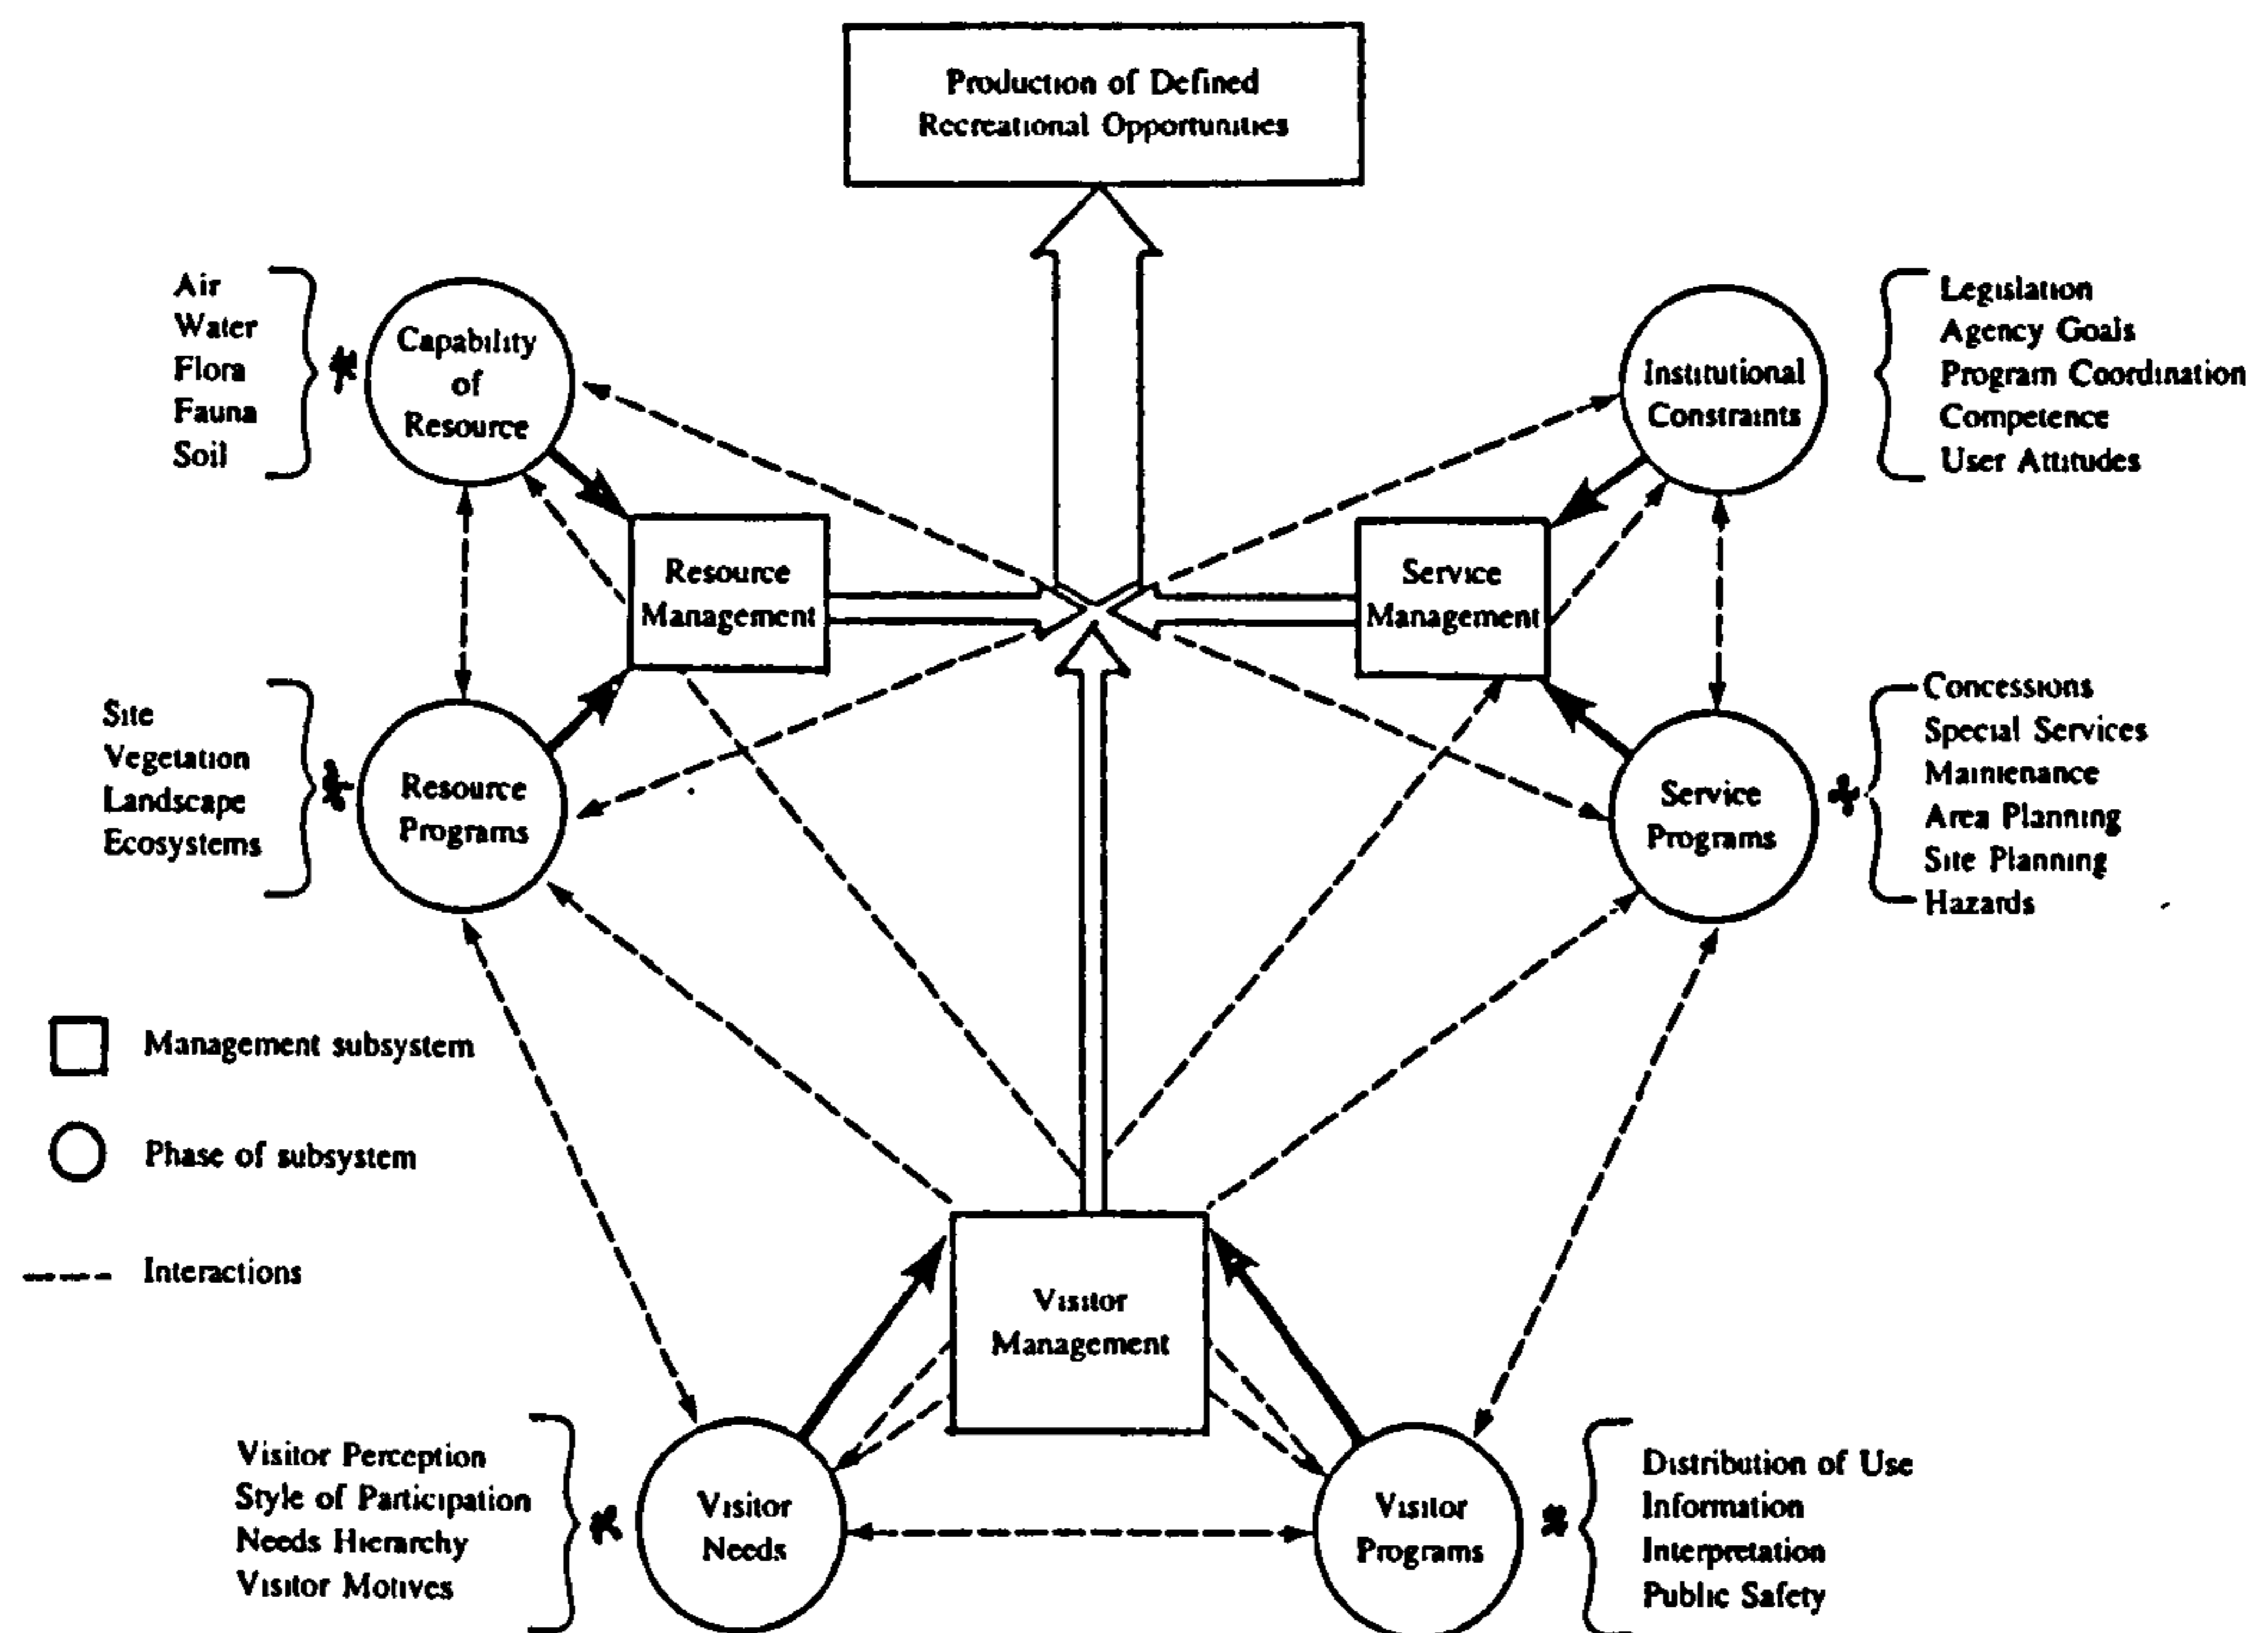 Production of Defined
Recreational Opportunities
Air
Water
Flora
Fauna
Soil
Capability
of
Resource
Institutional
Constraints
Legislation
Agency Goals
Program Coordination
Competence
User Attitudes
Resource
Management
Service
Management
Site
Vegetation
Landscape
Ecosystems
Resource
Programs
Service
Programs
Concessions
Special Services
Maintenance
Area Planning
Site Planning
Hazards
Management subsystem
Phase of subsystem
Interactions
Visitor
Management
Visitor Perception
Style of Participation
Needs Hierarchy
Visitor Motives
Visitor
Needs
Visitor
Programs
Distribution of Use
Information
Interpretation
Public Safety